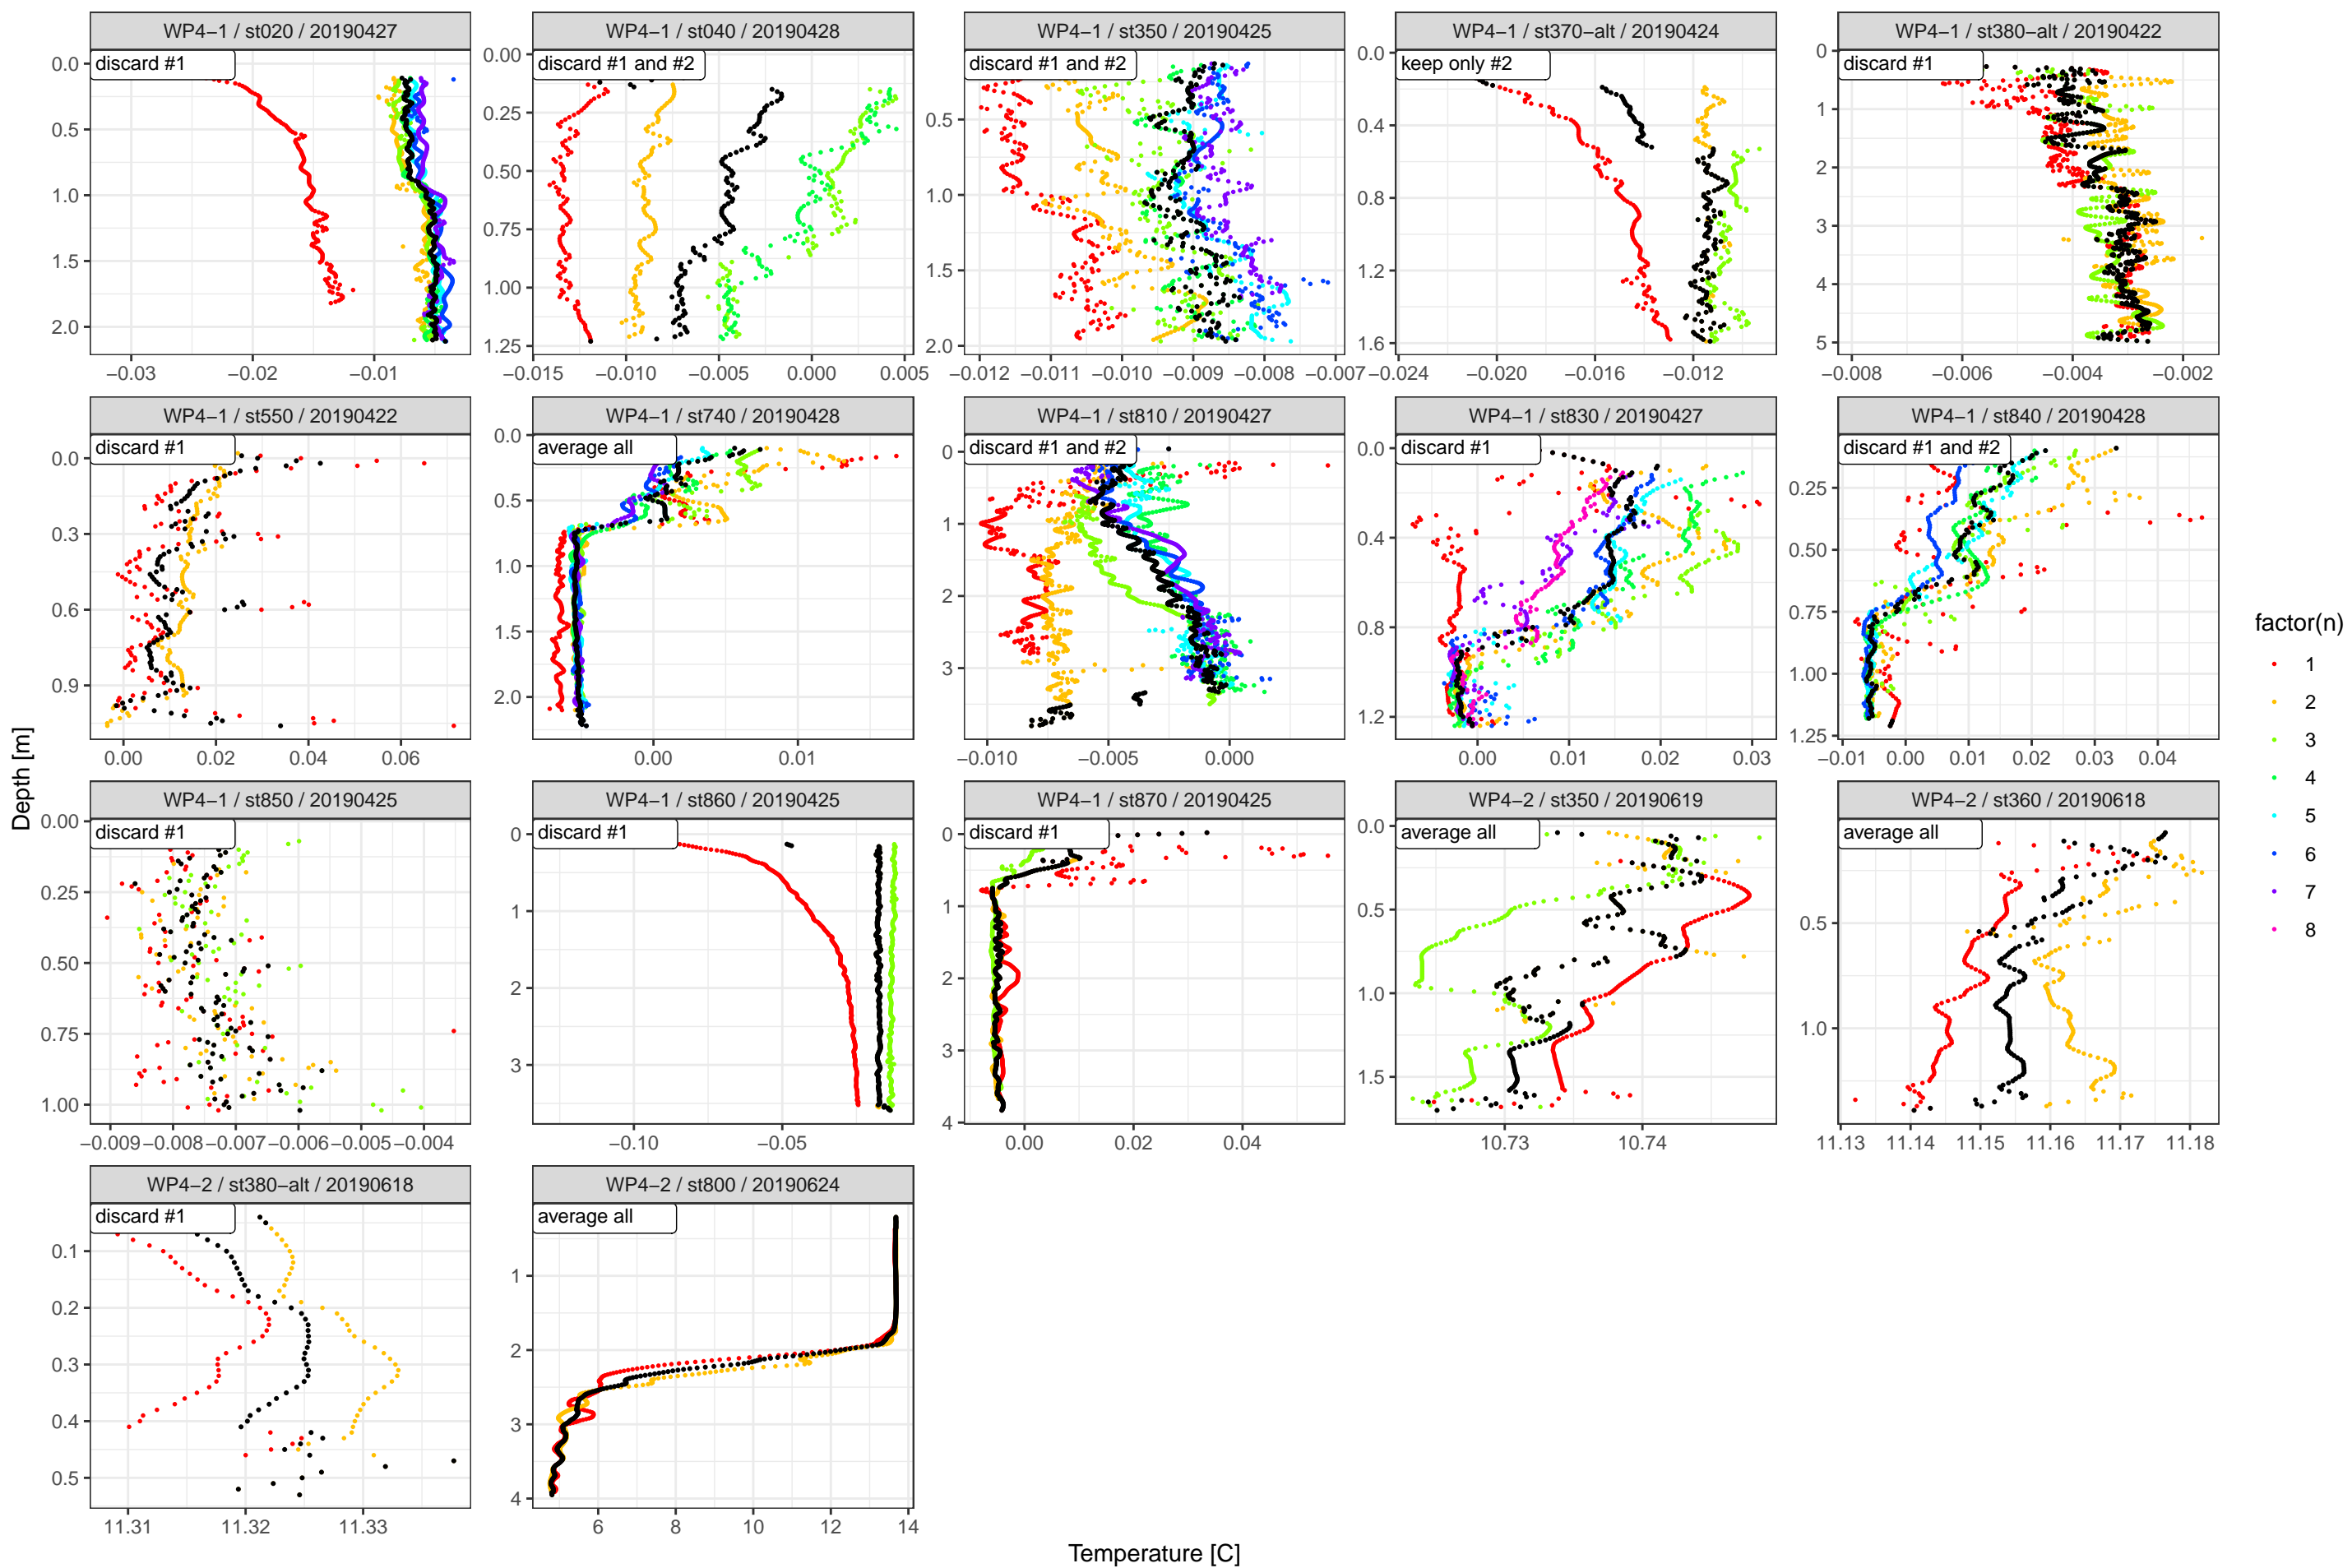 WP4−1 / st020 / 20190427
WP4−1 / st040 / 20190428
WP4−1 / st350 / 20190425
WP4−1 / st370−alt / 20190424
WP4−1 / st380−alt / 20190422
discard #1
discard #1 and #2
discard #1 and #2
keep only #2
discard #1
0.0
0.5
1.0
1.5
2.0
0.00
0.25
0.50
0.75
1.00
1.25
0.5
1.0
1.5
2.0
0.0
0.4
0.8
1.2
1.6
0
1
2
3
4
5
−0.03 −0.02 −0.01
−0.015 −0.010 −0.005 0.000 0.005
−0.012 −0.011 −0.010 −0.009 −0.008 −0.007
−0.024 −0.020 −0.016 −0.012
−0.008 −0.006 −0.004 −0.002
WP4−1 / st550 / 20190422
WP4−1 / st740 / 20190428
WP4−1 / st810 / 20190427
WP4−1 / st830 / 20190427
WP4−1 / st840 / 20190428
discard #1
average all
discard #1 and #2
discard #1
discard #1 and #2
0.0
0.3
0.6
0.9
0.0
0.5
1.0
1.5
2.0
0
1
2
3
0.0
0.4
0.8
1.2
0.25
0.50
0.75
1.00
1.25
0.00 0.02 0.04 0.06
0.00 0.01
−0.010 −0.005 0.000
0.00 0.01 0.02 0.03
−0.01 0.00 0.01 0.02 0.03 0.04
WP4−1 / st850 / 20190425
WP4−1 / st860 / 20190425
WP4−1 / st870 / 20190425
WP4−2 / st350 / 20190619
WP4−2 / st360 / 20190618
discard #1
discard #1
discard #1
average all
average all
0.00
0.25
0.50
0.75
1.00
0
1
2
3
0
1
2
3
4
0.0
0.5
1.0
1.5
0.5
1.0
−0.009 −0.008 −0.007 −0.006 −0.005 −0.004
−0.10 −0.05
0.00 0.02 0.04
10.73 10.74
11.13 11.14 11.15 11.16 11.17 11.18
WP4−2 / st380−alt / 20190618
WP4−2 / st800 / 20190624
discard #1
average all
0.1
0.2
0.3
0.4
0.5
1
2
3
4
11.31 11.32 11.33
6 8 10 12 14
Temperature [C]
Depth [m]
factor(n)
1
2
3
4
5
6
7
8